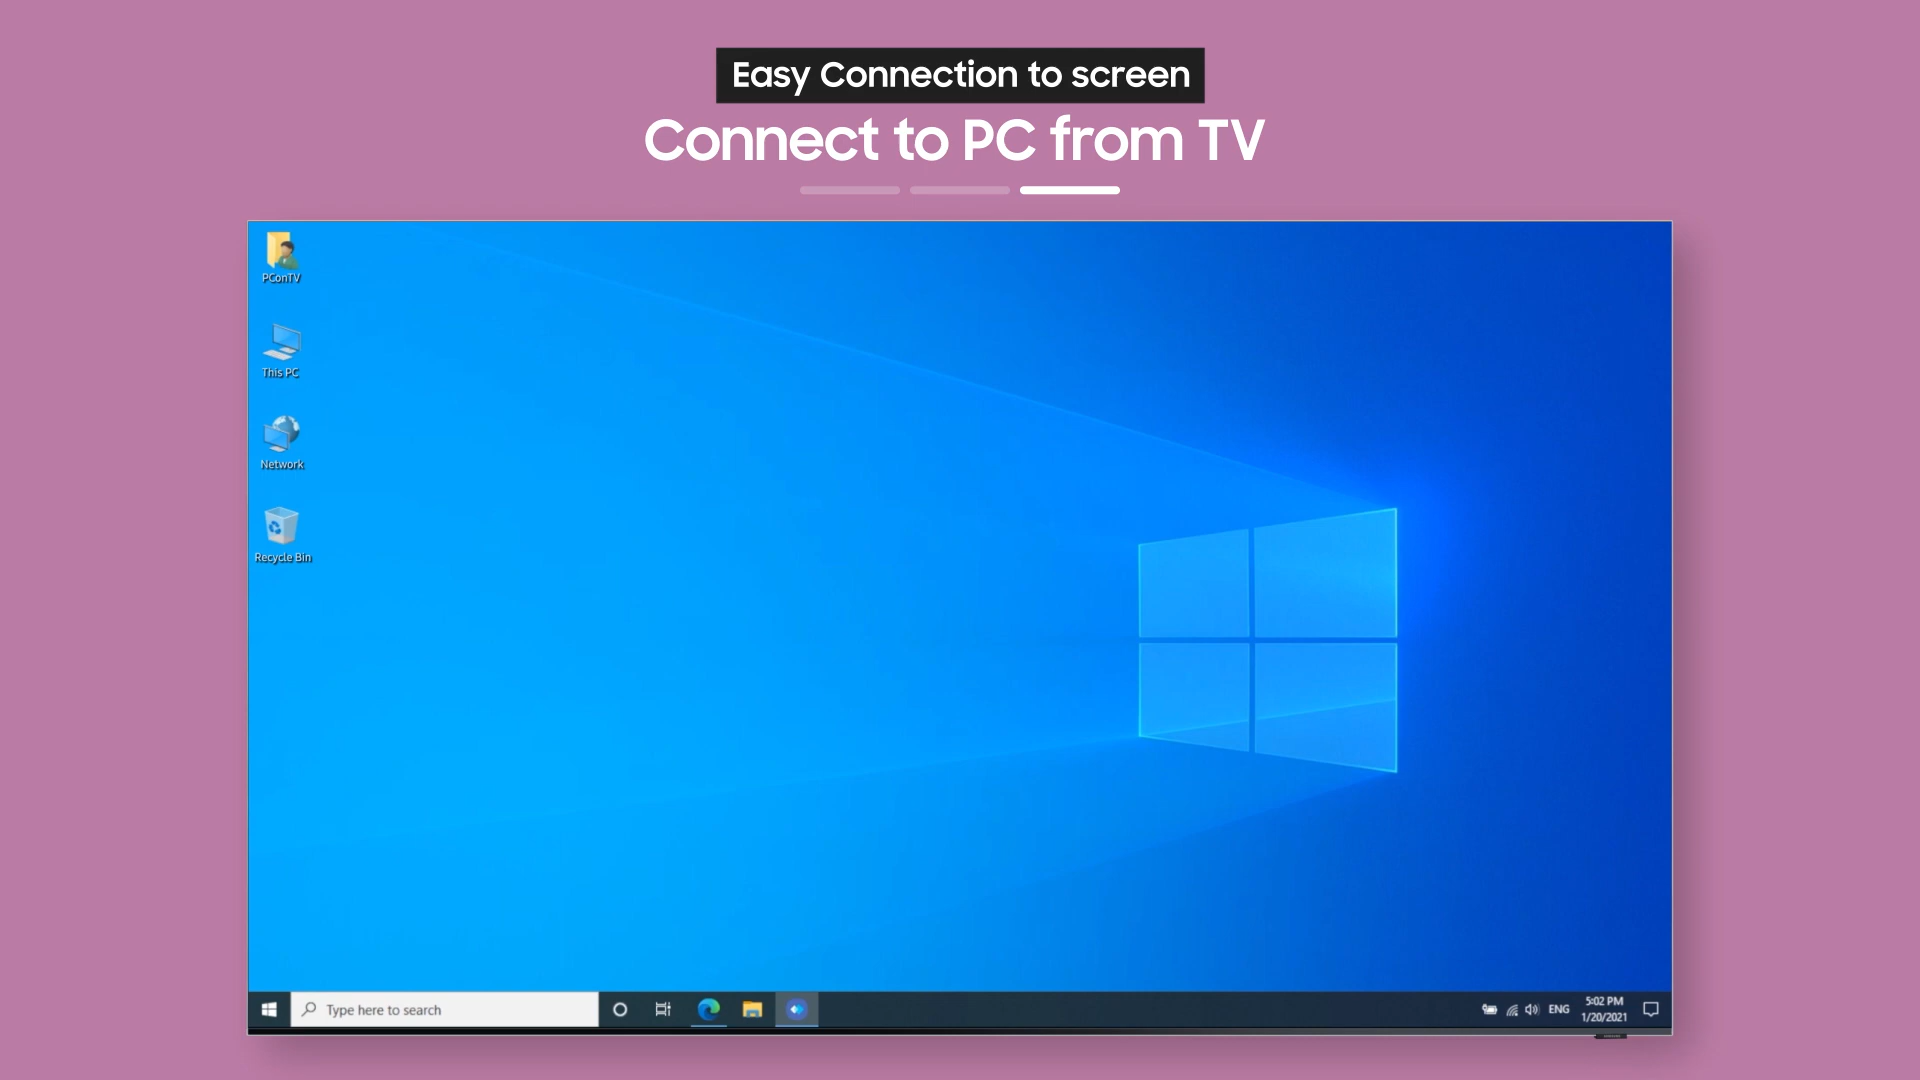 Easy Connection to screen
Connect to PC from TV
PConTV
This PC
Network
Recycle Bin
Type here to search
ENG
5:02 PM
1/20/2021